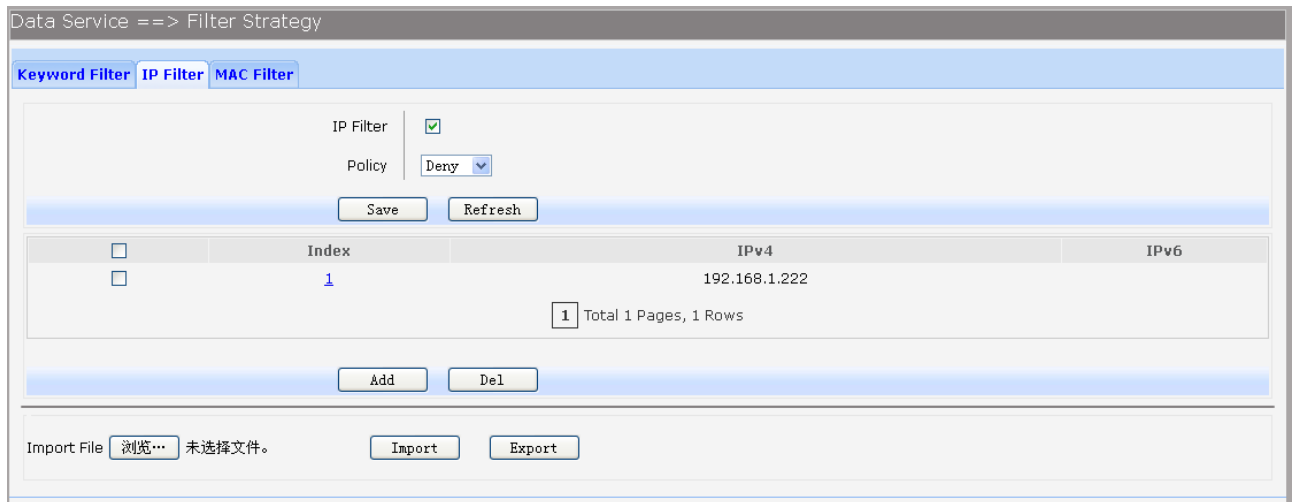 Data Service ==> Filter Strategy
Keyword Filter IP Filter MAC Filter
IP Filter
Policy Deny
Save Refresh
Index IPv4 IPv6
1 192.168.1.222
1 Total 1 Pages, 1 Rows
Add Del
Import File 浏览… 未选择文件。 Import Export